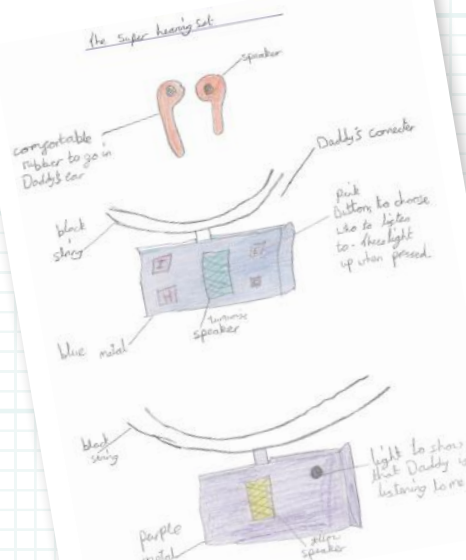 the super hearing set
speaker
comfortable
rubber to go in
Daddy's ear
Daddy's connecter
black
string
pink
buttons to choose
who to listen
to - these light
up when pressed.
turquoise
speaker
blue metal
black
string
light to show
that Daddy is
listening to me
yellow
speaker
purple
metal